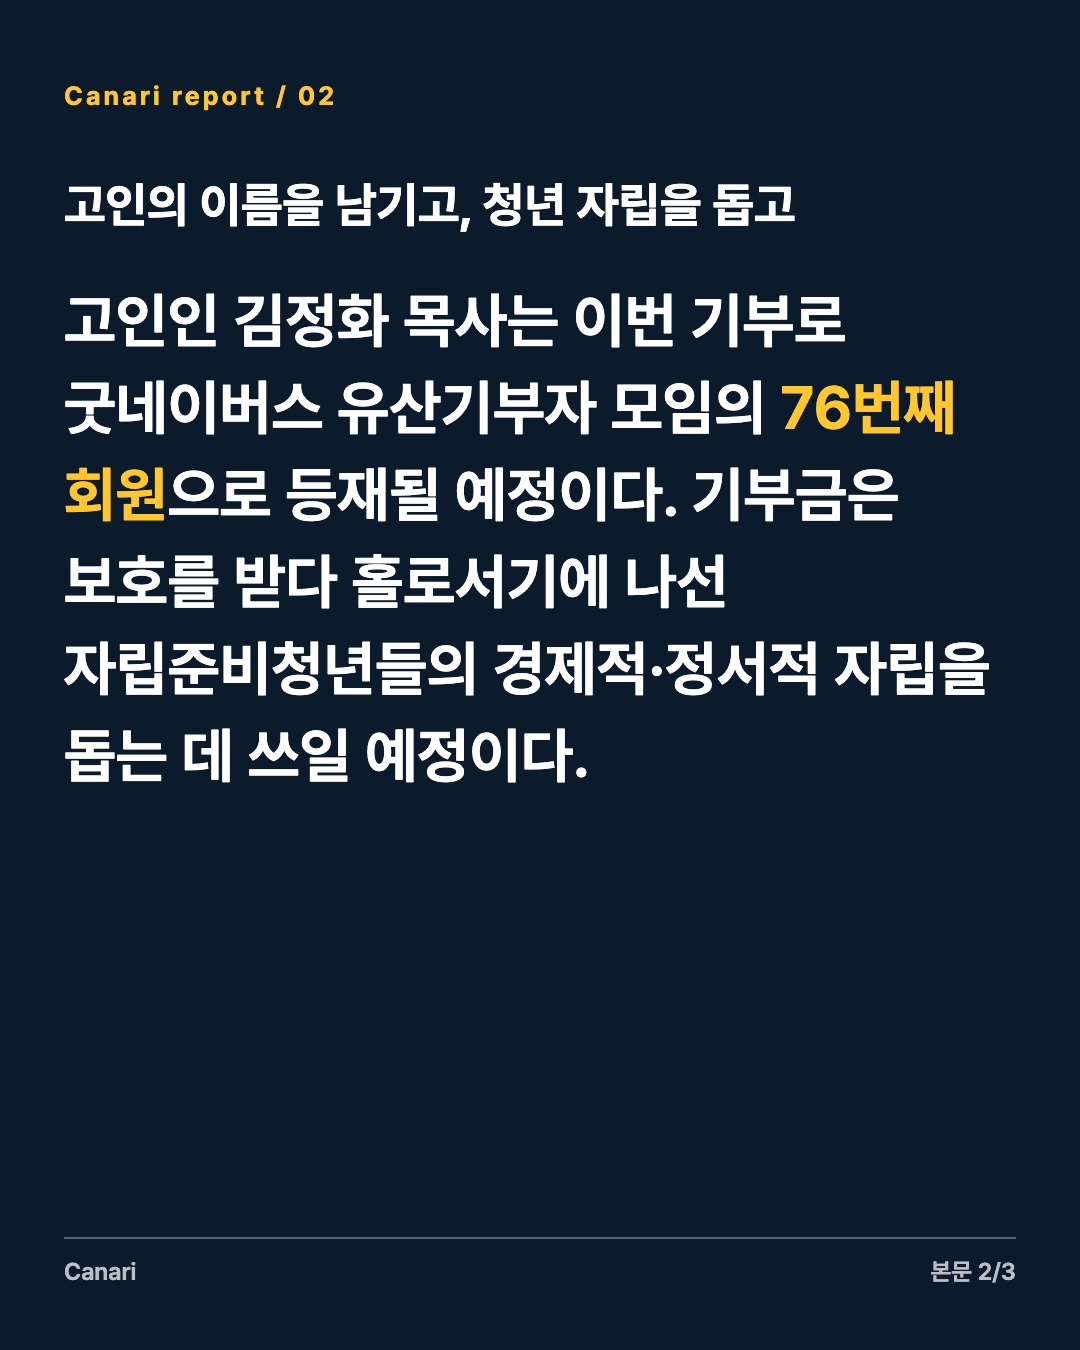 Canari report / 02
고인의 이름을 남기고, 청년 자립을 돕고
고인인 김정화 목사는 이번 기부로
굿네이버스 유산기부자 모임의 76번째
회원으로 등재될 예정이다. 기부금은
보호를 받다 홀로서기에 나선
자립준비청년들의 경제적·정서적 자립을
돕는 데 쓰일 예정이다.
Canari
본문 2/3